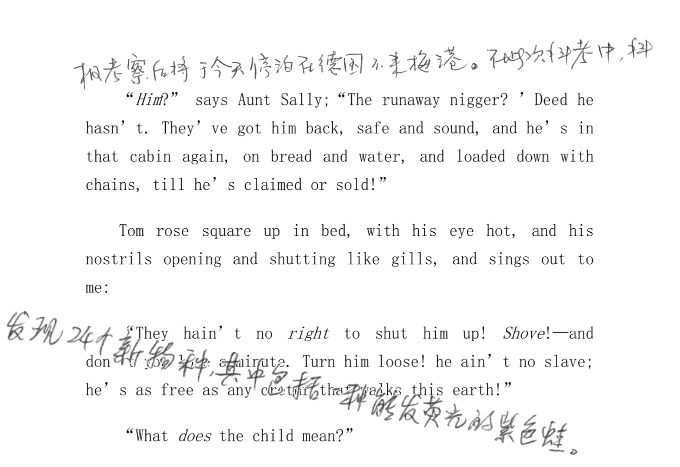 极考察后将于今天停泊在德国不来梅港。在此次科考中，科
“Him?” says Aunt Sally; “The runaway nigger? ’Deed he
hasn’t. They’ve got him back, safe and sound, and he’s in
that cabin again, on bread and water, and loaded down with
chains, till he’s claimed or sold!”
Tom rose square up in bed, with his eye hot, and his
nostrils opening and shutting like gills, and sings out to
me:
发现24个新物种，其中包括一种能发荧光的紫色蛙。
“They hain’t no right to shut him up! Shove!—and
don’t you lose a minute. Turn him loose! he ain’t no slave;
he’s as free as any cretur that walks this earth!”
“What does the child mean?”